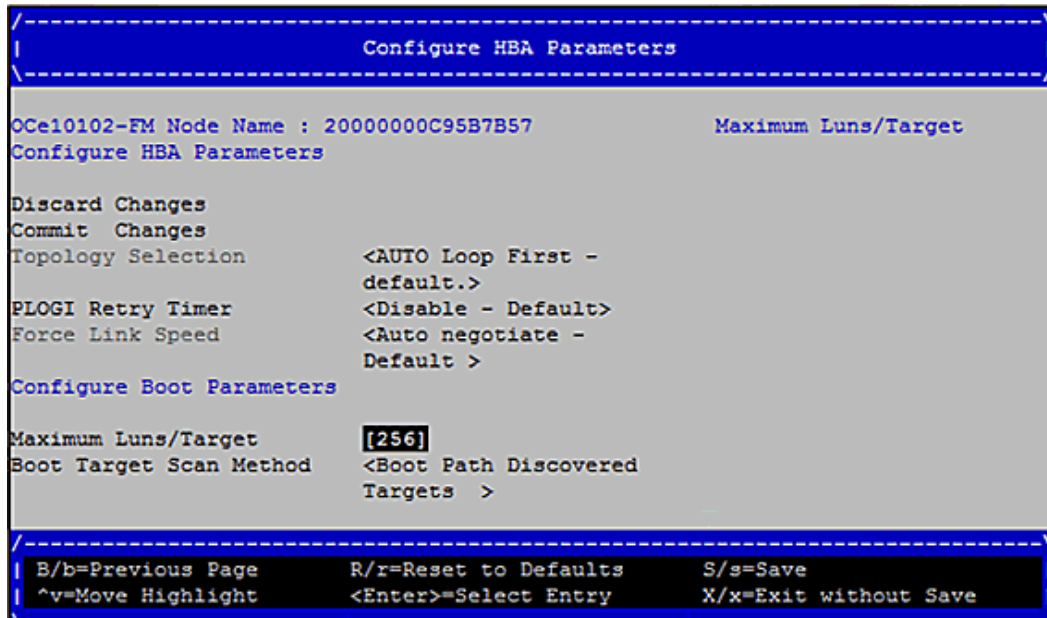 /------------------------------------------------------------\
| Configure HBA Parameters
\------------------------------------------------------------/
OCe10102-FM Node Name : 20000000C95B7B57 Maximum Luns/Target
Configure HBA Parameters
Discard Changes
Commit Changes
Topology Selection <AUTO Loop First -
default.>
PLOGI Retry Timer <Disable - Default>
Force Link Speed <Auto negotiate -
Default >
Configure Boot Parameters
Maximum Luns/Target [256]
Boot Target Scan Method <Boot Path Discovered
Targets >
/------------------------------------------------------------\
| B/b=Previous Page R/r=Reset to Defaults S/s=Save
| ^v=Move Highlight <Enter>=Select Entry X/x=Exit without Save